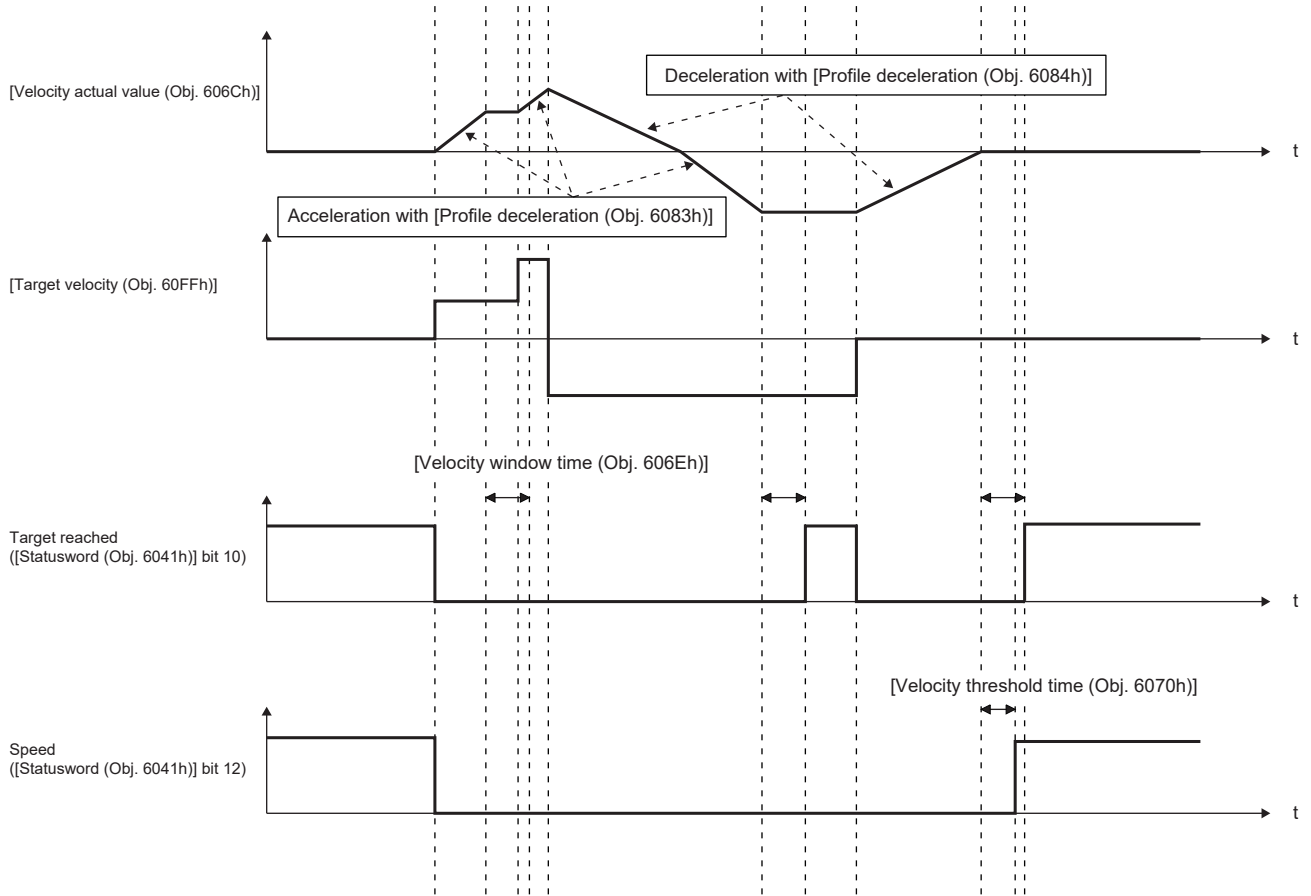 Deceleration with [Profile deceleration (Obj. 6084h)]
[Velocity actual value (Obj. 606Ch)]
t
Acceleration with [Profile deceleration (Obj. 6083h)]
[Target velocity (Obj. 60FFh)]
t
[Velocity window time (Obj. 606Eh)]
Target reached
([Statusword (Obj. 6041h)] bit 10)
t
[Velocity threshold time (Obj. 6070h)]
Speed
([Statusword (Obj. 6041h)] bit 12)
t